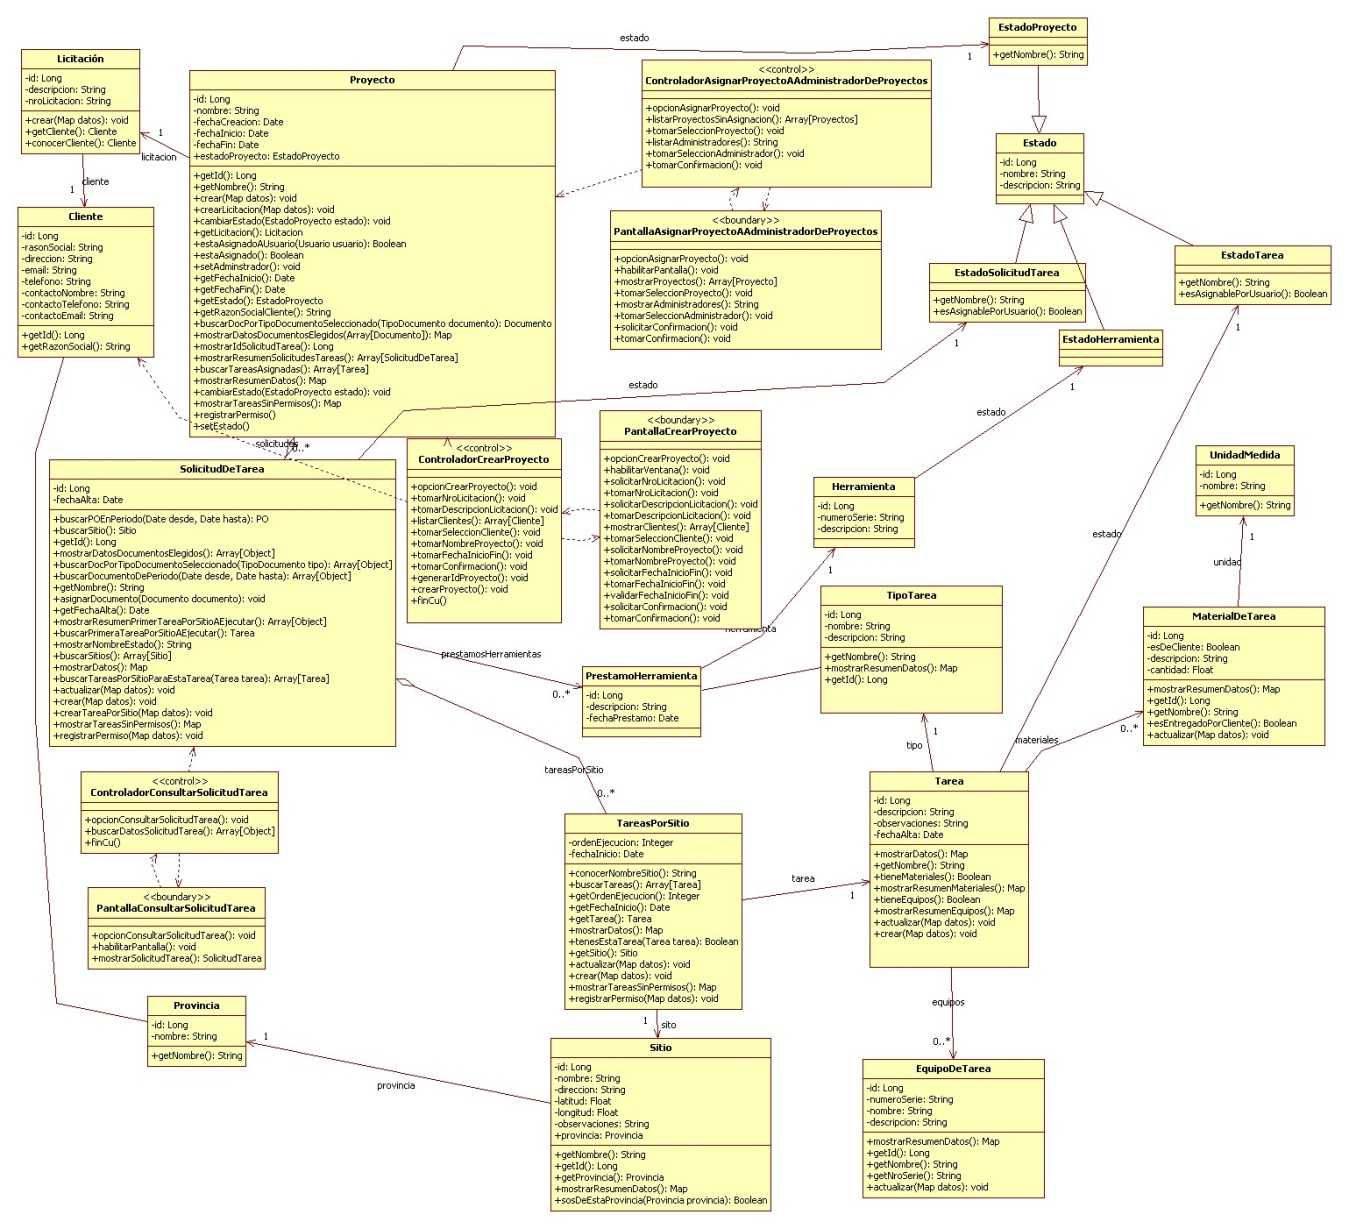 EstadoProyecto
+getNombre(): String
estado
1
Licitación
-id: Long
-descripcion: String
-nroLicitacion: String
+crear(Map datos): void
+getCliente(): Cliente
+conocerCliente(): Cliente
1
licitacion
cliente
1
Proyecto
-id: Long
-nombre: String
-fechaCreacion: Date
-fechaInicio: Date
-fechaFin: Date
+estadoProyecto: EstadoProyecto
+getId(): Long
+getNombre(): String
+crear(Map datos): void
+crearLicitacion(Map datos): void
+cambiarEstado(EstadoProyecto estado): void
+getLicitacion(): Licitacion
+estaAsignadoAUsuario(Usuario usuario): Boolean
+estaAsignado(): Boolean
+setAdminstrador(): void
+getFechaInicio(): Date
+getFechaFin(): Date
+getEstado(): EstadoProyecto
+getRazonSocialCliente(): String
+buscarDocPorTipoDocumentoSeleccionado(TipoDocumento documento): Documento
+mostrarDatosDocumentosElegidos(Array[Documento]): Map
+mostrarIdSolicitudTarea(): Long
+mostrarResumenSolicitudesTareas(): Array[SolicitudDeTarea]
+buscarTareasAsignadas(): Array[Tarea]
+mostrarResumenDatos(): Map
+cambiarEstado(EstadoProyecto estado): void
+mostrarTareasSinPermisos(): Map
+registrarPermiso()
+setEstado()
<<control>>
ControladorAsignarProyectoAAdministradorDeProyectos
+opcionAsignarProyecto(): void
+listarProyectosSinAsignacion(): Array[Proyectos]
+tomarSeleccionProyecto(): void
+listarAdministradores(): String
+tomarSeleccionAdministrador(): void
+tomarConfirmacion(): void
<<boundary>>
PantallaAsignarProyectoAAdministradorDeProyectos
+opcionAsignarProyecto(): void
+habilitarPantalla(): void
+mostrarProyectos(): Array[Proyecto]
+tomarSeleccionProyecto(): void
+mostrarAdministradores(): String
+tomarSeleccionAdministrador(): void
+solicitarConfirmacion(): void
+tomarConfirmacion(): void
Estado
-id: Long
-nombre: String
-descripcion: String
EstadoSolicitudTarea
+getNombre(): String
+esAsignablePorUsuario(): Boolean
1
estado
EstadoTarea
+getNombre(): String
+esAsignablePorUsuario(): Boolean
1
estado
EstadoHerramienta
1
estado
Cliente
-id: Long
-rasonSocial: String
-direccion: String
-email: String
-telefono: String
-contactoNombre: String
-contactoTelefono: String
-contactoEmail: String
+getId(): Long
+getRazonSocial(): String
solicitudes
0..*
SolicitudDeTarea
-id: Long
-fechaAlta: Date
+buscarPOEnPeriodo(Date desde, Date hasta): PO
+buscarSitio(): Sitio
+getId(): Long
+mostrarDatosDocumentosElegidos(): Array[Object]
+buscarDocPorTipoDocumentoSeleccionado(TipoDocumento tipo): Array[Object]
+buscarDocumentoDePeriodo(Date desde, Date hasta): Array[Object]
+getNombre(): String
+asignarDocumento(Documento documento): void
+getFechaAlta(): Date
+mostrarResumenPrimerTareaPorSitioAEjecutar(): Array[Object]
+buscarPrimeraTareaPorSitioAEjecutar(): Tarea
+mostrarNombreEstado(): String
+buscarSitios(): Array[Sitio]
+mostrarDatos(): Map
+buscarTareasPorSitioParaEstaTarea(Tarea tarea): Array[Tarea]
+actualizar(Map datos): void
+crear(Map datos): void
+crearTareaPorSitio(Map datos): void
+mostrarTareasSinPermisos(): Map
+registrarPermiso(Map datos): void
<<control>>
ControladorCrearProyecto
+opcionCrearProyecto(): void
+tomarNroLicitacion(): void
+tomarDescripcionLicitacion(): void
+listarClientes(): Array[Cliente]
+tomarSeleccionCliente(): void
+tomarNombreProyecto(): void
+tomarFechaInicioFin(): void
+tomarConfirmacion(): void
+generarIdProyecto(): void
+crearProyecto(): void
+finCu()
<<boundary>>
PantallaCrearProyecto
+opcionCrearProyecto(): void
+habilitarVentana(): void
+solicitarNroLicitacion(): void
+tomarNroLicitacion(): void
+solicitarDescripcionLicitacion(): void
+tomarDescripcionLicitacion(): void
+mostrarClientes(): Array[Cliente]
+tomarSeleccionCliente(): void
+solicitarNombreProyecto(): void
+tomarNombreProyecto(): void
+solicitarFechaInicioFin(): void
+tomarFechaInicioFin(): void
+validarFechaInicioFin(): void
+solicitarConfirmacion(): void
+tomarConfirmacion(): void
Herramienta
-id: Long
-numeroSerie: String
-descripcion: String
1
herramienta
UnidadMedida
-id: Long
-nombre: String
+getNombre(): String
1
unidad
TipoTarea
-id: Long
-nombre: String
-descripcion: String
+getNombre(): String
+mostrarResumenDatos(): Map
+getId(): Long
1
tipo
MaterialDeTarea
-id: Long
-esDeCliente: Boolean
-descripcion: String
-cantidad: Float
+mostrarResumenDatos(): Map
+getId(): Long
+getNombre(): String
+esEntregadoPorCliente(): Boolean
+actualizar(Map datos): void
materiales
0..*
prestamosHerramientas
0..*
PrestamoHerramienta
-id: Long
-descripcion: String
-fechaPrestamo: Date
<<control>>
ControladorConsultarSolicitudTarea
+opcionConsultarSolicitudTarea(): void
+buscarDatosSolicitudTarea(): Array[Object]
+finCu()
<<boundary>>
PantallaConsultarSolicitudTarea
+opcionConsultarSolicitudTarea(): void
+habilitarPantalla(): void
+mostrarSolicitudTarea(): SolicitudTarea
tareasPorSitio
0..*
TareasPorSitio
-ordenEjecucion: Integer
-fechaInicio: Date
+conocerNombreSitio(): String
+buscarTareas(): Array[Tarea]
+getOrdenEjecucion(): Integer
+getFechaInicio(): Date
+getTarea(): Tarea
+mostrarDatos(): Map
+tenesEstaTarea(Tarea tarea): Boolean
+getSitio(): Sitio
+actualizar(Map datos): void
+crear(Map datos): void
+mostrarTareasSinPermisos(): Map
+registrarPermiso(Map datos): void
tarea
1
Tarea
-id: Long
-descripcion: String
-observaciones: String
-fechaAlta: Date
+mostrarDatos(): Map
+getNombre(): String
+tieneMateriales(): Boolean
+mostrarResumenMateriales(): Map
+tieneEquipos(): Boolean
+mostrarResumenEquipos(): Map
+actualizar(Map datos): void
+crear(Map datos): void
equipos
0..*
Provincia
-id: Long
-nombre: String
+getNombre(): String
1
provincia
1
sito
Sitio
-id: Long
-nombre: String
-direccion: String
-latitud: Float
-longitud: Float
-observaciones: String
+provincia: Provincia
+getNombre(): String
+getId(): Long
+getProvincia(): Provincia
+mostrarResumenDatos(): Map
+sosDeEstaProvincia(Provincia provincia): Boolean
EquipoDeTarea
-id: Long
-numeroSerie: String
-nombre: String
-descripcion: String
+mostrarResumenDatos(): Map
+getId(): Long
+getNombre(): String
+getNroSerie(): String
+actualizar(Map datos): void